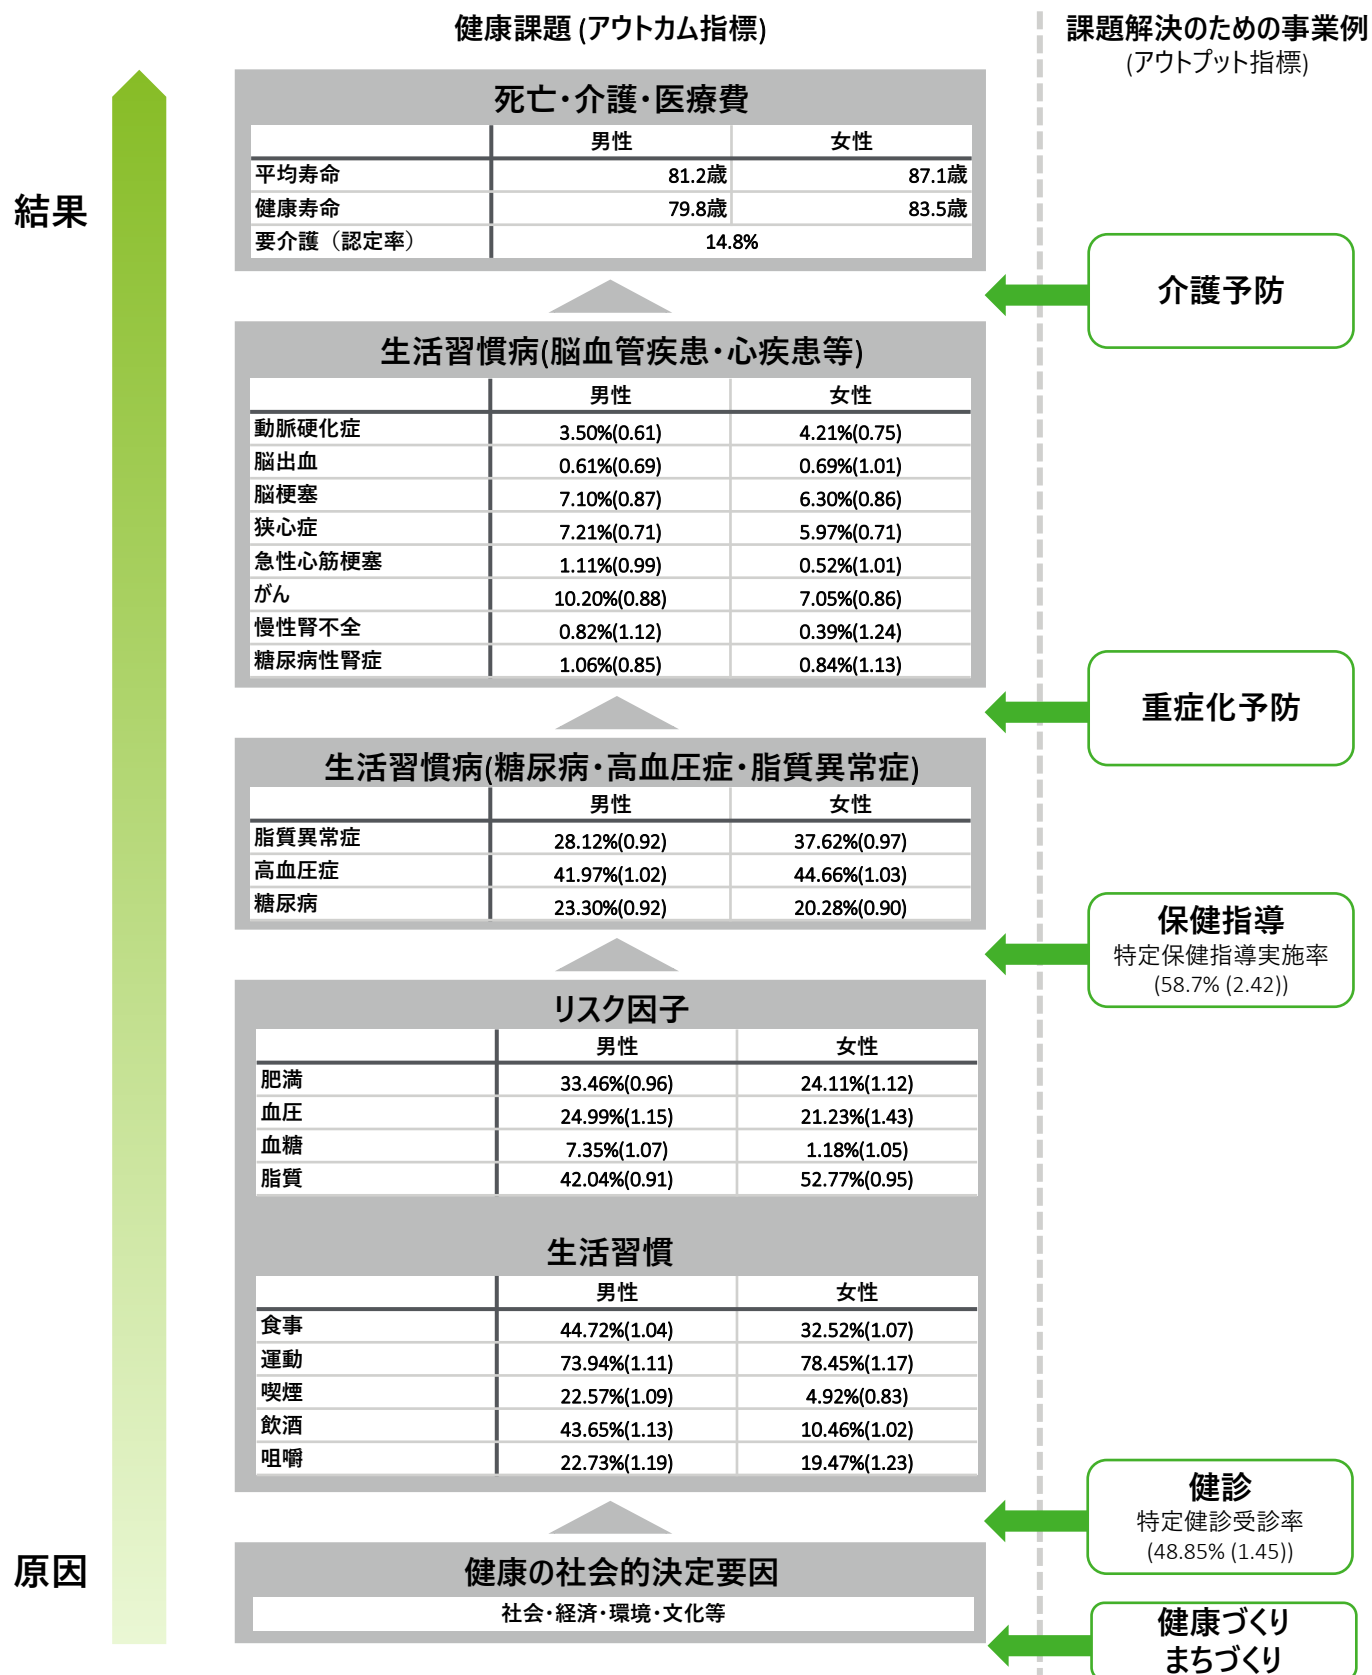 健康課題 (アウトカム指標)
課題解決のための事業例
(アウトプット指標)
結果
死亡・介護・医療費
男性 女性
平均寿命 81.2歳 87.1歳
健康寿命 79.8歳 83.5歳
要介護（認定率） 14.8%
介護予防
生活習慣病(脳血管疾患・心疾患等)
男性 女性
動脈硬化症 3.50%(0.61) 4.21%(0.75)
脳出血 0.61%(0.69) 0.69%(1.01)
脳梗塞 7.10%(0.87) 6.30%(0.86)
狭心症 7.21%(0.71) 5.97%(0.71)
急性心筋梗塞 1.11%(0.99) 0.52%(1.01)
がん 10.20%(0.88) 7.05%(0.86)
慢性腎不全 0.82%(1.12) 0.39%(1.24)
糖尿病性腎症 1.06%(0.85) 0.84%(1.13)
重症化予防
生活習慣病(糖尿病・高血圧症・脂質異常症)
男性 女性
脂質異常症 28.12%(0.92) 37.62%(0.97)
高血圧症 41.97%(1.02) 44.66%(1.03)
糖尿病 23.30%(0.92) 20.28%(0.90)
保健指導
特定保健指導実施率
(58.7% (2.42))
リスク因子
男性 女性
肥満 33.46%(0.96) 24.11%(1.12)
血圧 24.99%(1.15) 21.23%(1.43)
血糖 7.35%(1.07) 1.18%(1.05)
脂質 42.04%(0.91) 52.77%(0.95)
生活習慣
男性 女性
食事 44.72%(1.04) 32.52%(1.07)
運動 73.94%(1.11) 78.45%(1.17)
喫煙 22.57%(1.09) 4.92%(0.83)
飲酒 43.65%(1.13) 10.46%(1.02)
咀嚼 22.73%(1.19) 19.47%(1.23)
健診
特定健診受診率
(48.85% (1.45))
原因
健康の社会的決定要因
社会・経済・環境・文化等
健康づくり
まちづくり